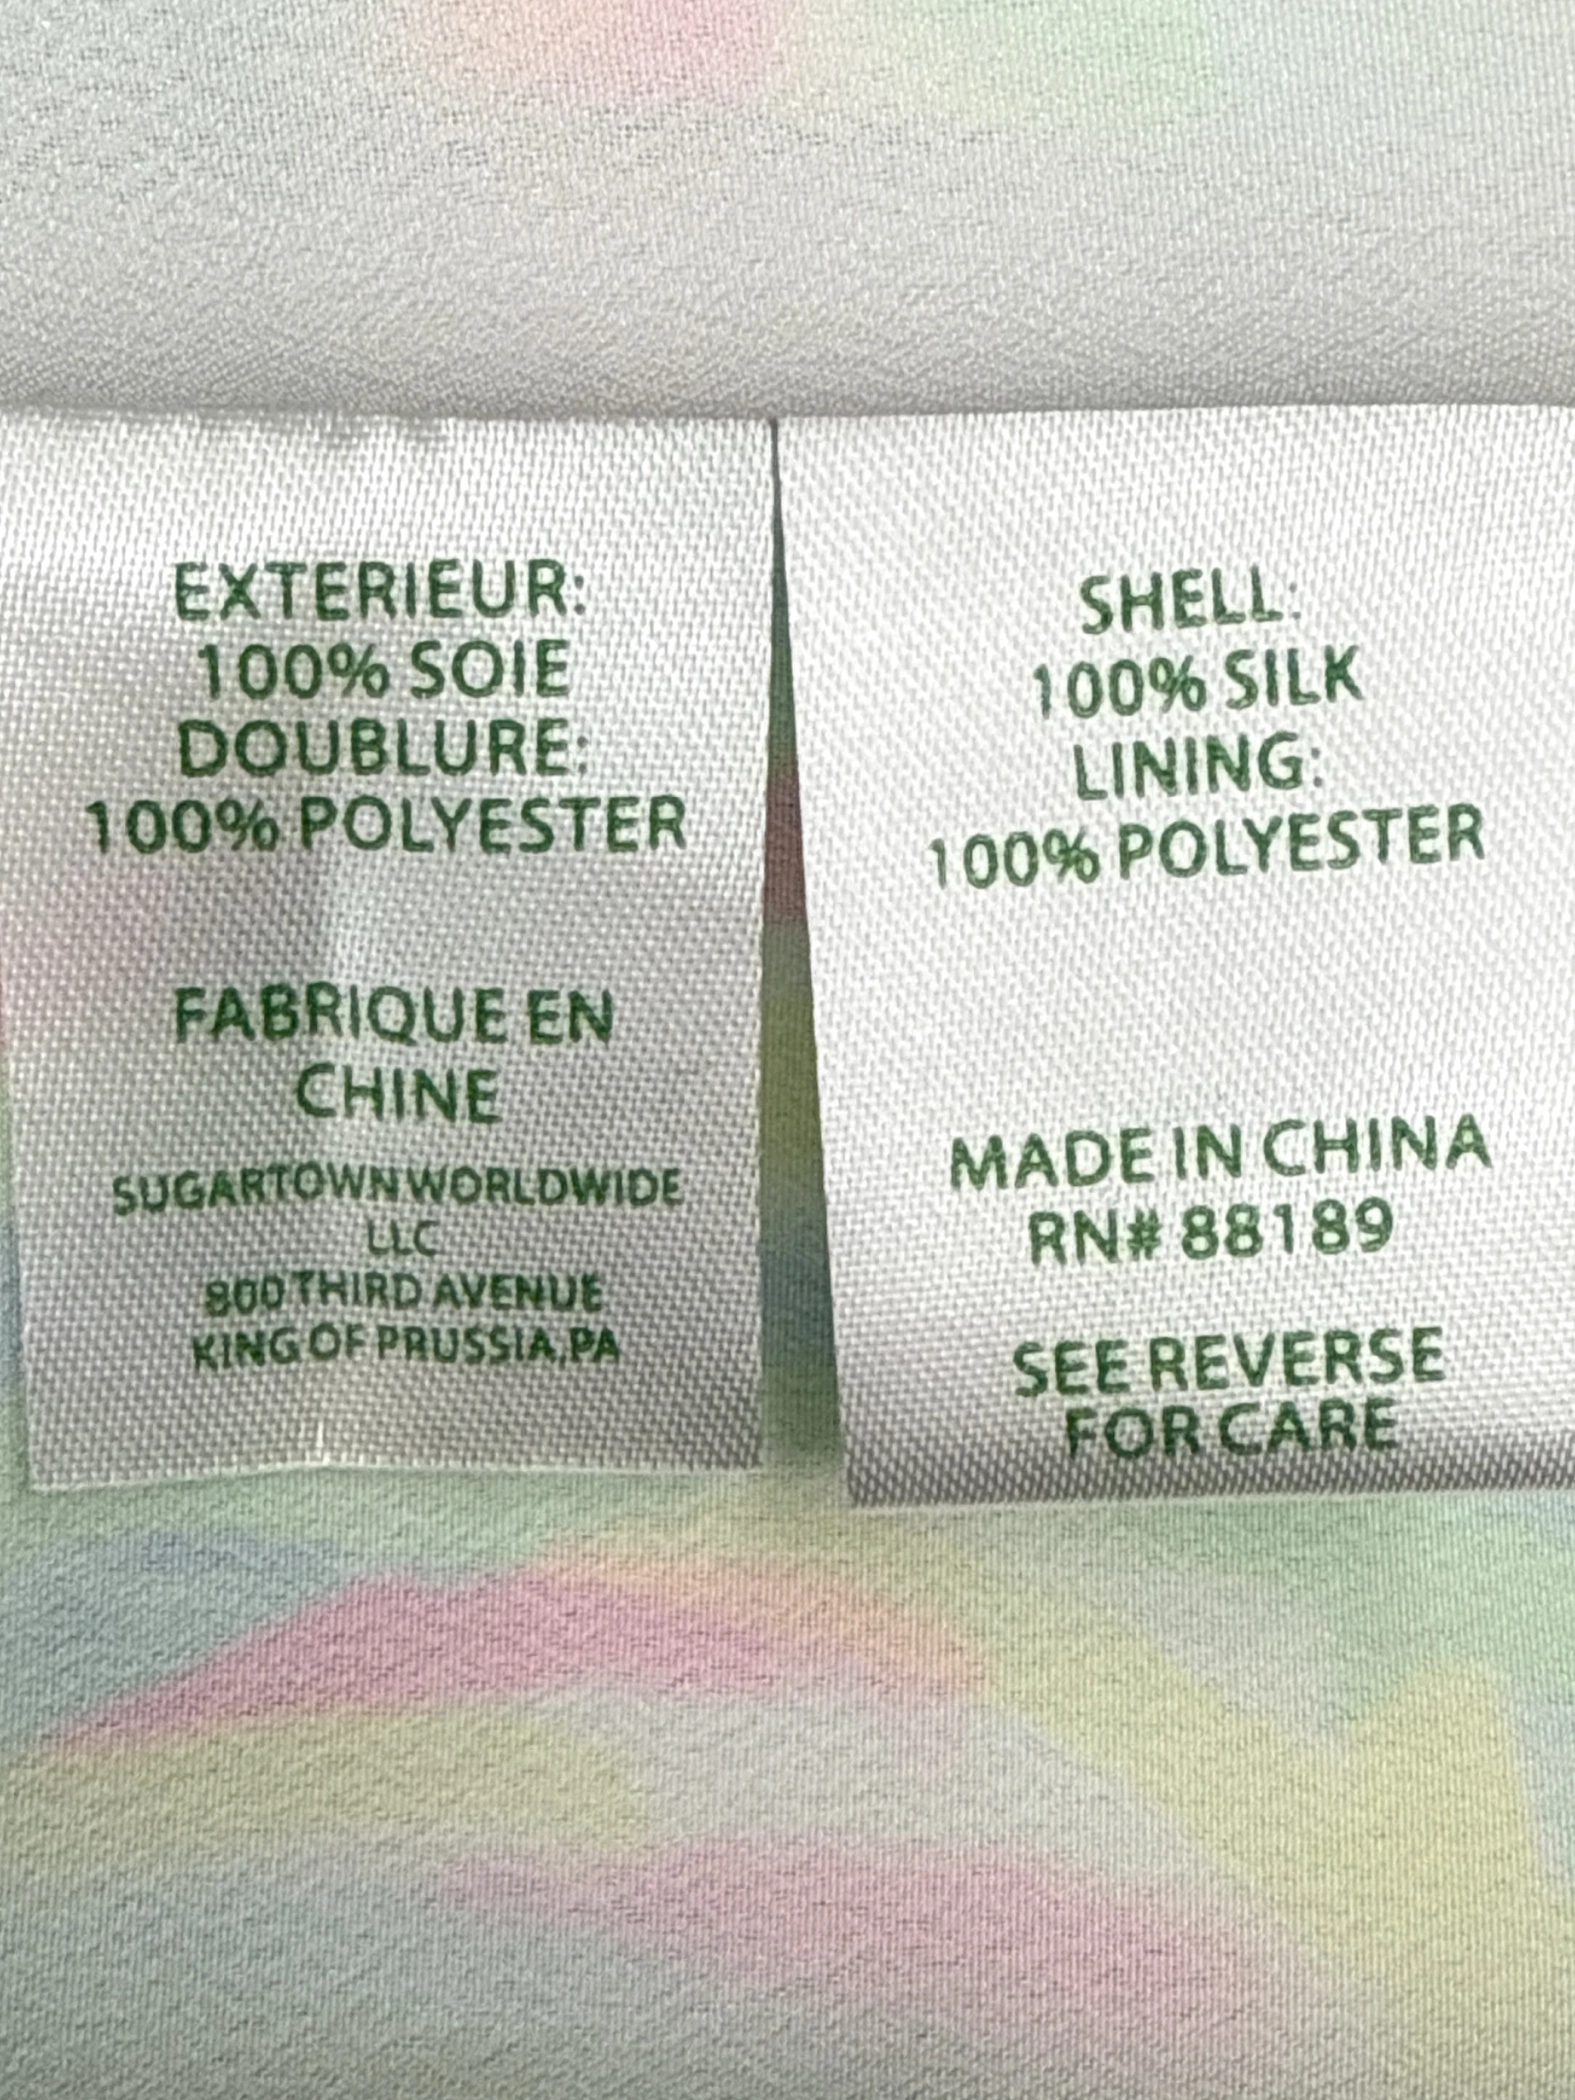 EXTERIEUR:
100% SOIE
DOUBLURE:
100% POLYESTER
FABRIQUE EN
CHINE
SUGARTOWN WORLDWIDE
LLC
800 THIRD AVENUE
KING OF PRUSSIA, PA
SHELL:
100% SILK
LINING:
100% POLYESTER
MADE IN CHINA
RN# 88189
SEE REVERSE
FOR CARE